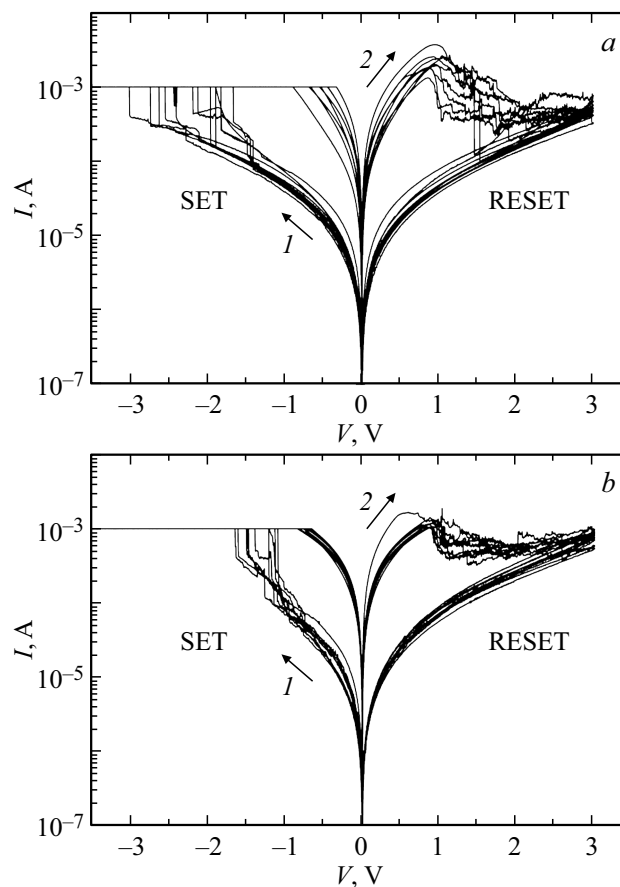 a
2
10⁻³
10⁻⁵
10⁻⁷
I, A
SET
RESET
1
−3 −2 −1 0 1 2 3
V, V
b
2
10⁻³
10⁻⁵
10⁻⁷
I, A
SET
RESET
1
−3 −2 −1 0 1 2 3
V, V